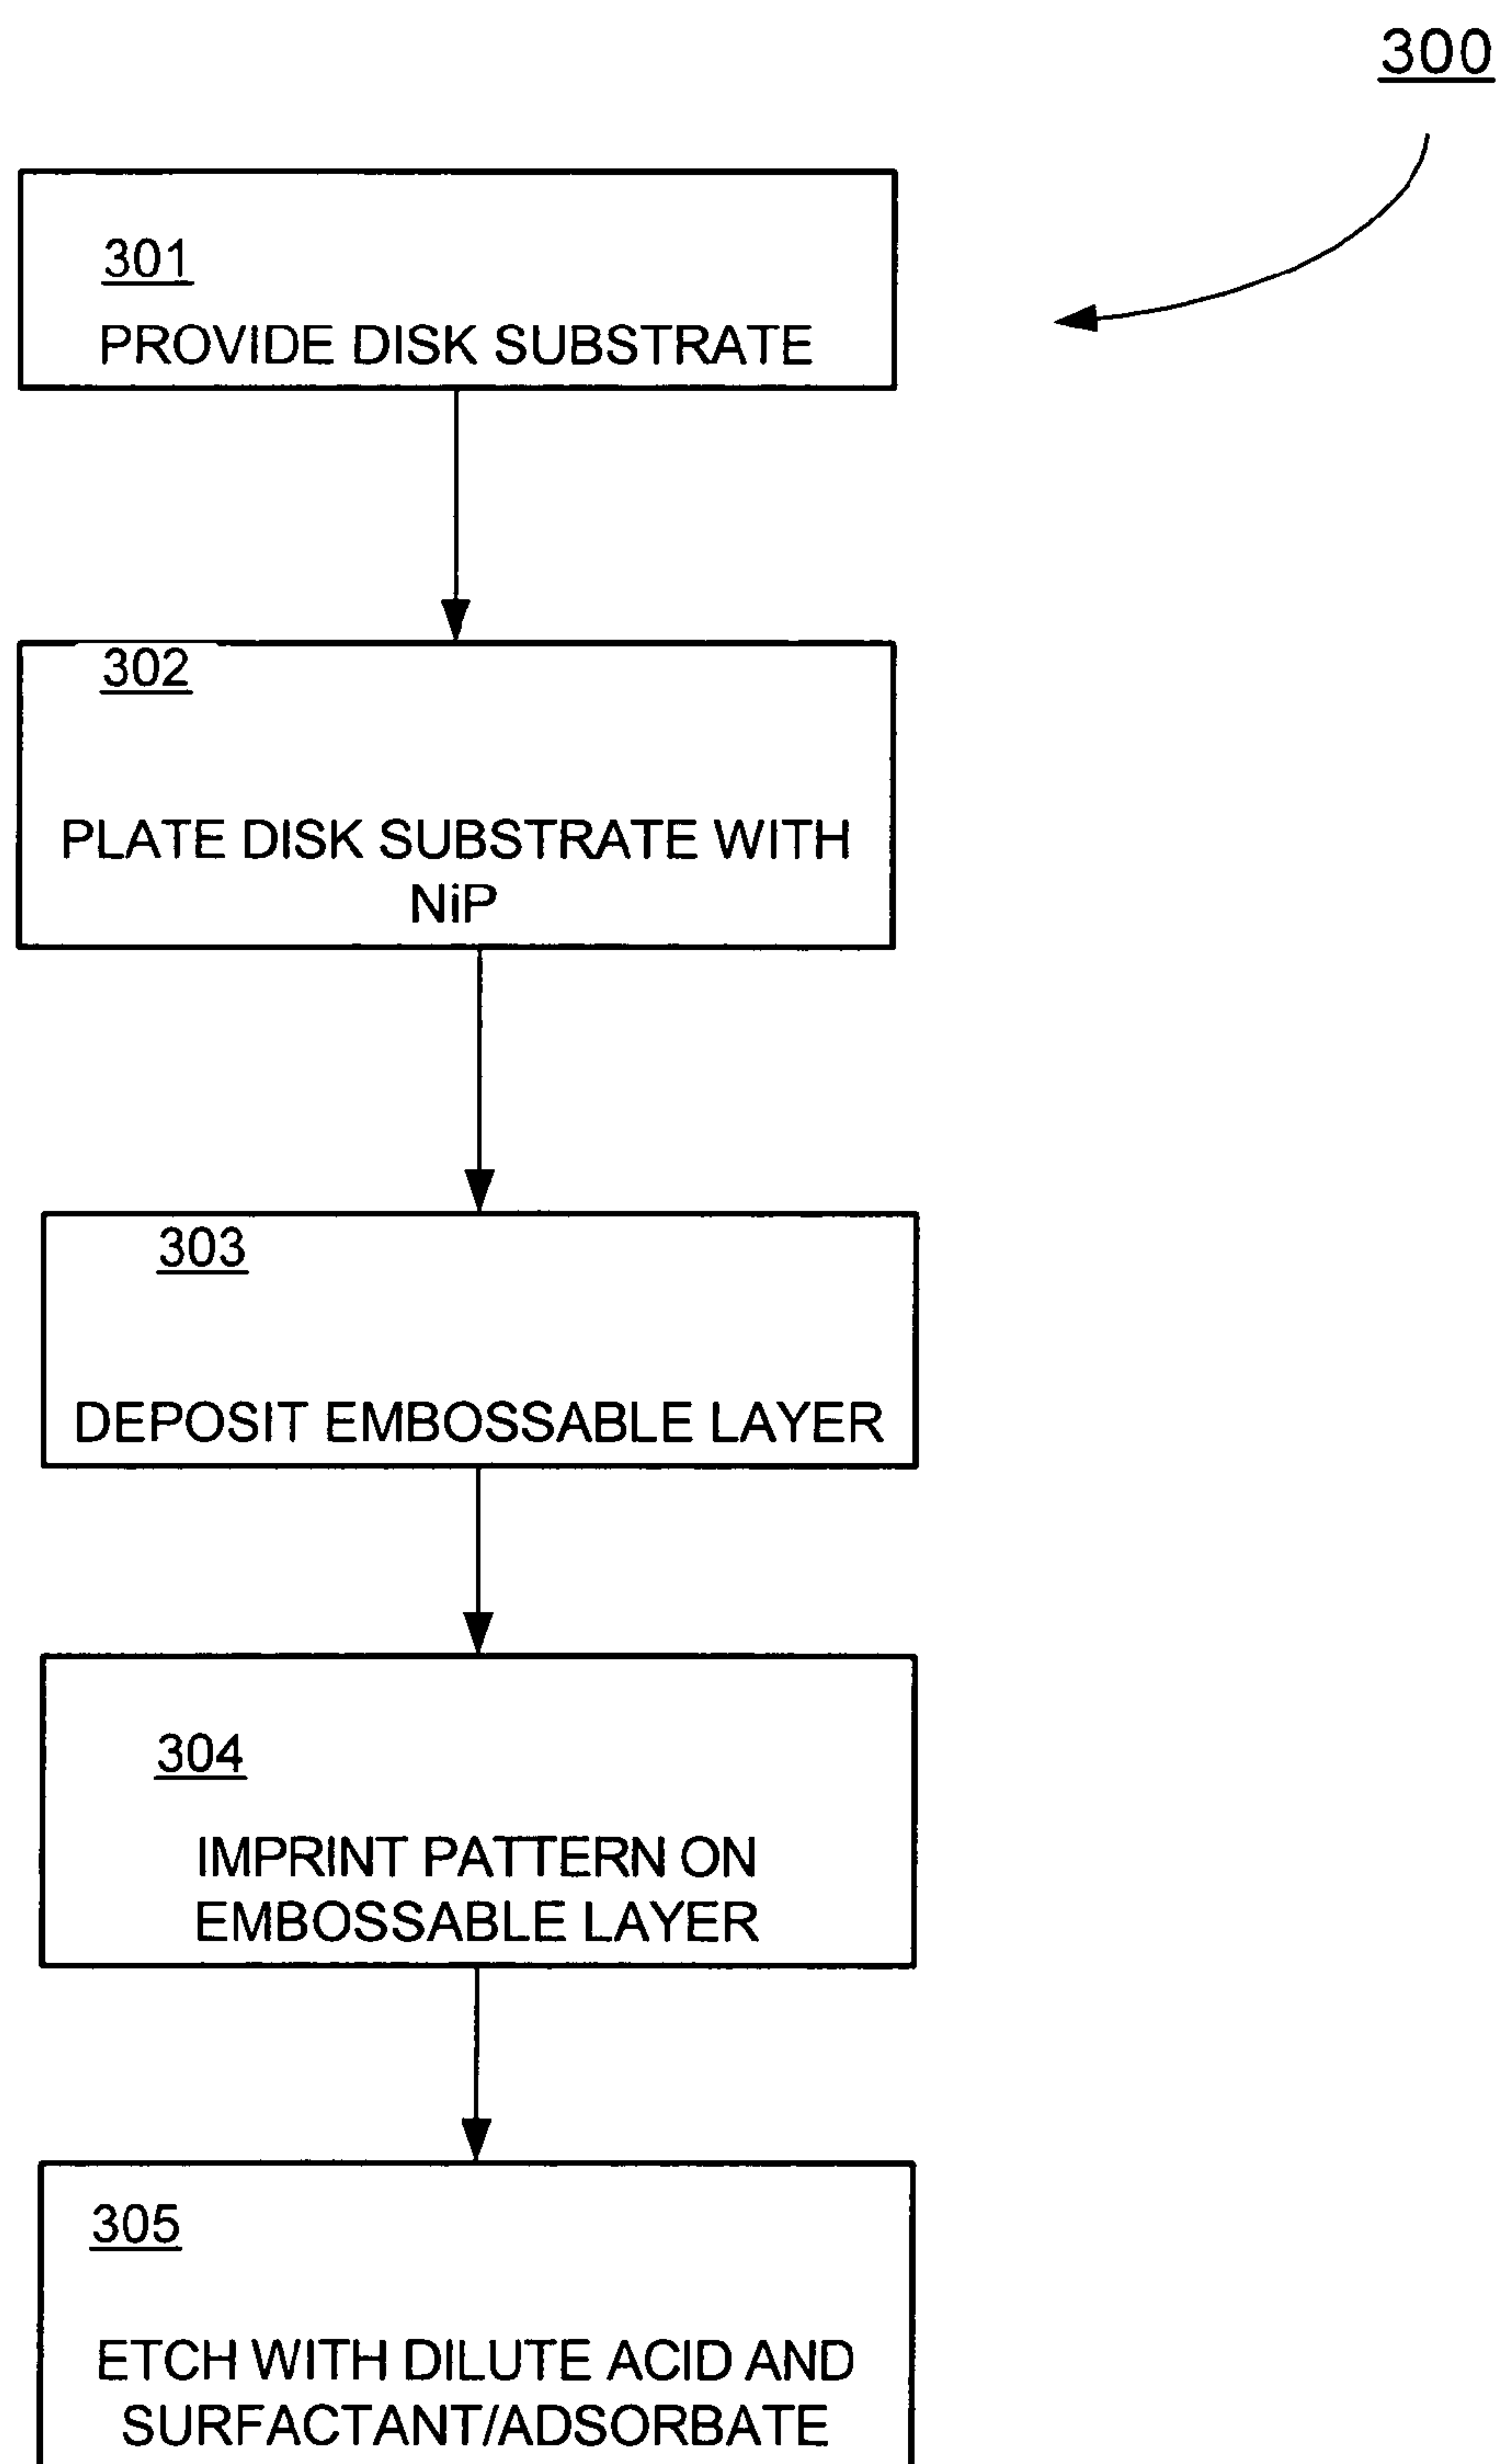 300
301
PROVIDE DISK SUBSTRATE
302
PLATE DISK SUBSTRATE WITH
NiP
303
DEPOSIT EMBOSSABLE LAYER
304
IMPRINT PATTERN ON
EMBOSSABLE LAYER
305
ETCH WITH DILUTE ACID AND
SURFACTANT/ADSORBATE